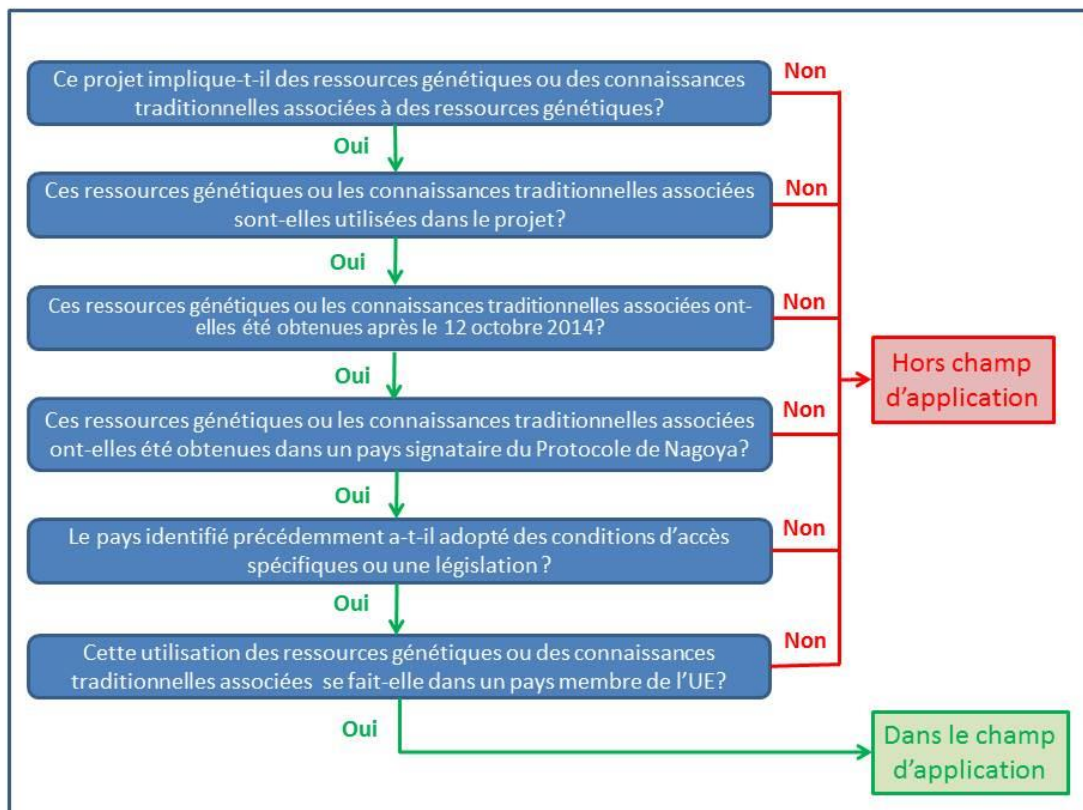 Ce projet implique-t-il des ressources génétiques ou des connaissances
traditionnelles associées à des ressources génétiques?
Non
Oui
Ces ressources génétiques ou les connaissances traditionnelles associées
sont-elles utilisées dans le projet?
Non
Oui
Ces ressources génétiques ou les connaissances traditionnelles associées ont-
elles été obtenues après le 12 octobre 2014?
Non
Oui
Hors champ
d'application
Ces ressources génétiques ou les connaissances traditionnelles associées
ont-elles été obtenues dans un pays signataire du Protocole de Nagoya?
Non
Oui
Le pays identifié précédemment a-t-il adopté des conditions d'accès
spécifiques ou une législation?
Non
Oui
Cette utilisation des ressources génétiques ou des connaissances
traditionnelles associées se fait-elle dans un pays membre de l'UE?
Non
Oui
Dans le champ
d'application